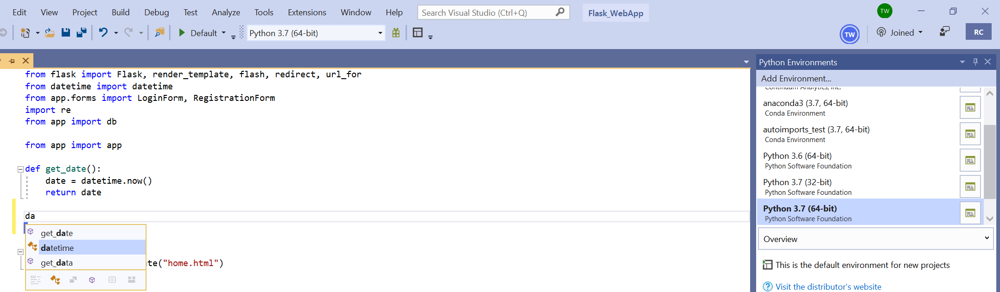 Edit View Project Build Debug Test Analyze Tools Extensions Window Help Search Visual Studio (Ctrl+Q) Flask_WebApp TW
Default Python 3.7 (64-bit) TW Joined RC
Python Environments
Add Environment...
Continuum Analytics, Inc.
anaconda3 (3.7, 64-bit)
Conda Environment
autoimports_test (3.7, 64-bit)
Conda Environment
Python 3.6 (64-bit)
Python Software Foundation
Python 3.7 (32-bit)
Python Software Foundation
Python 3.7 (64-bit)
Python Software Foundation
Overview
This is the default environment for new projects
Visit the distributor's website
from flask import Flask, render_template, flash, redirect, url_for
from datetime import datetime
from app.forms import LoginForm, RegistrationForm
import re
from app import db
from app import app
def get_date():
date = datetime.now()
return date
da
get_date
datetime
get_data
te("home.html")